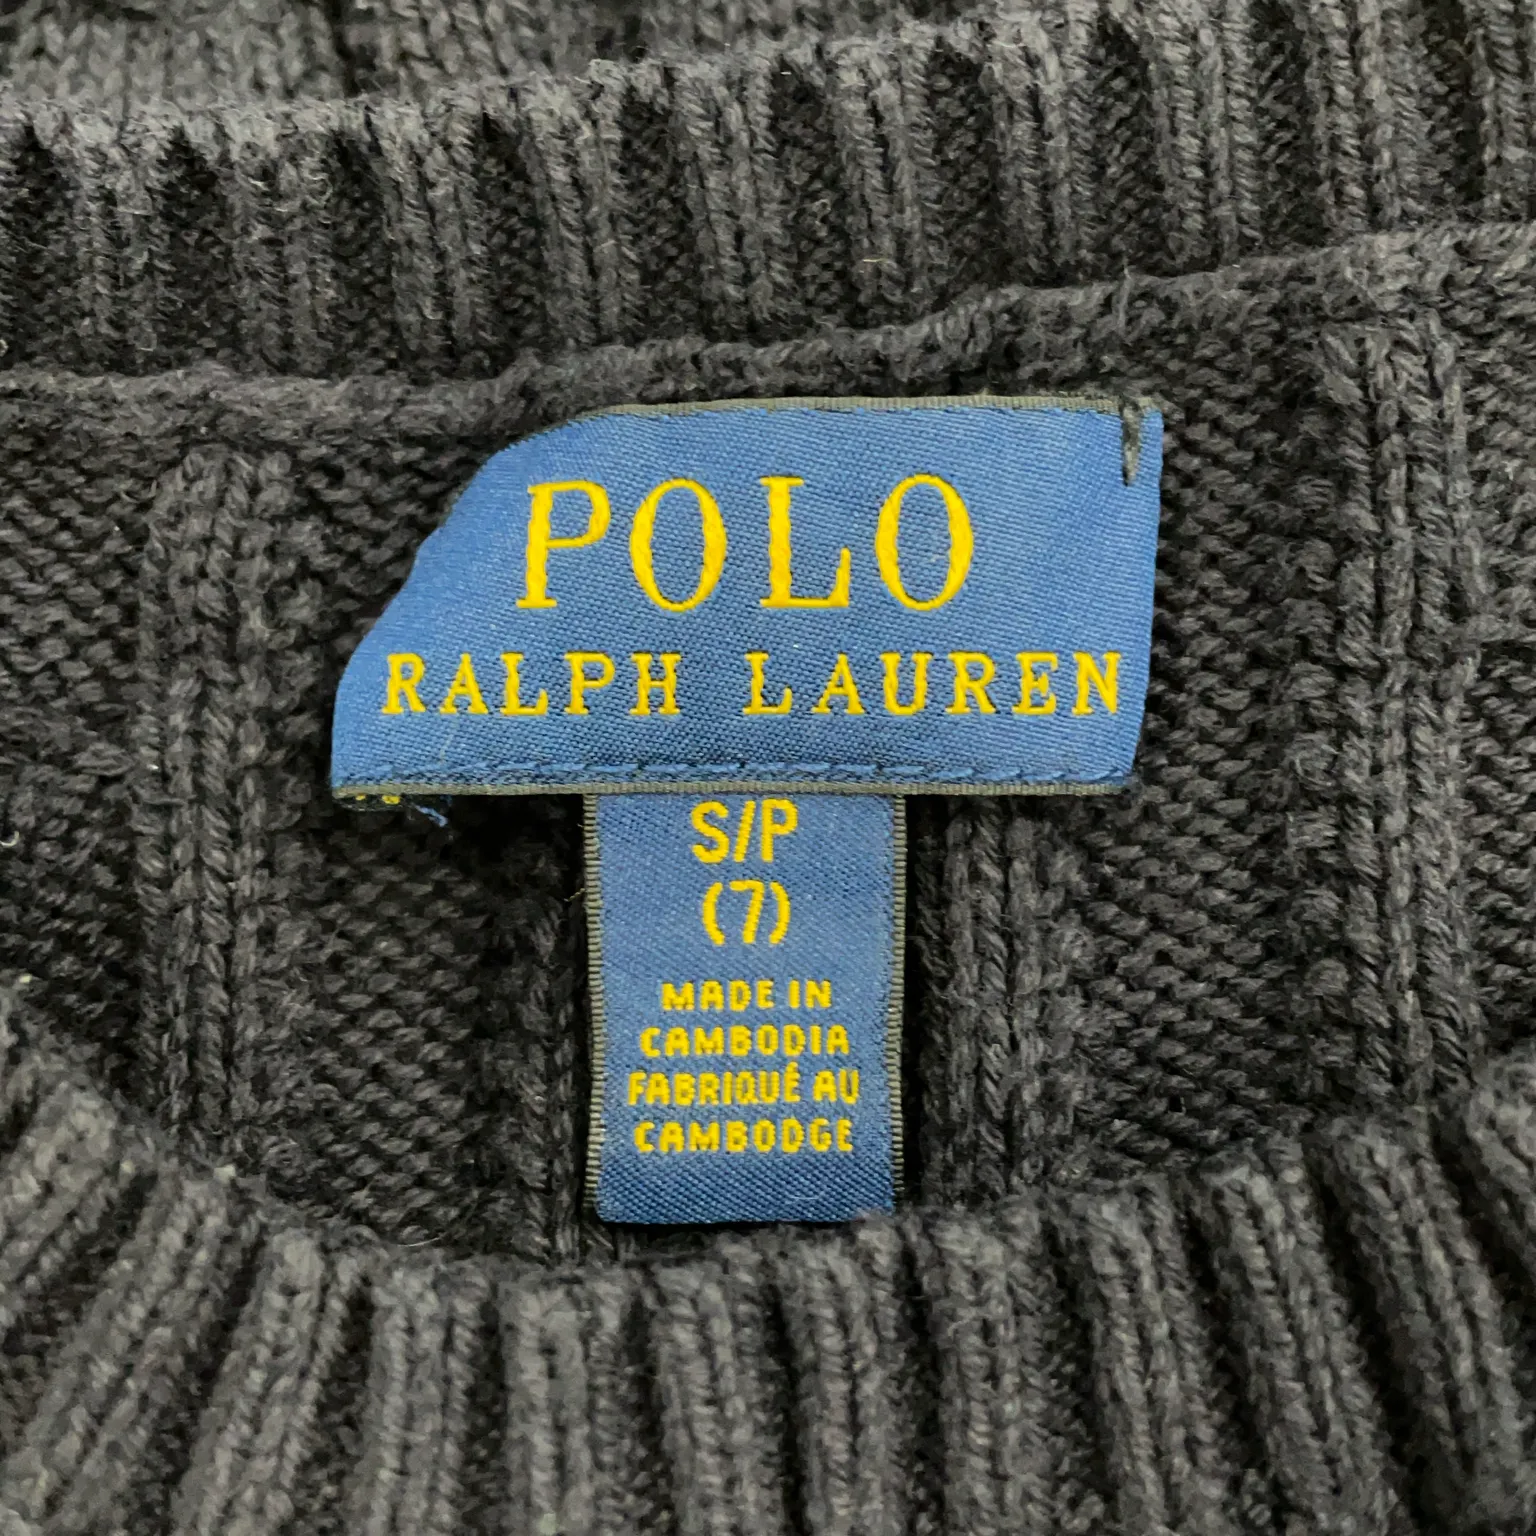 POLO
RALPH LAUREN
S/P
(7)
MADE IN
CAMBODIA
FABRIQUÉ AU
CAMBODGE